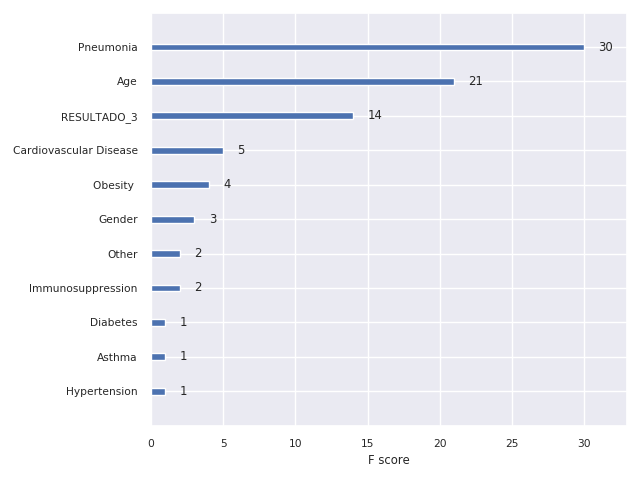 Pneumonia 30
Age 21
RESULTADO_3 14
Cardiovascular Disease 5
Obesity 4
Gender 3
Other 2
Immunosuppression 2
Diabetes 1
Asthma 1
Hypertension 1
0 5 10 15 20 25 30
F score